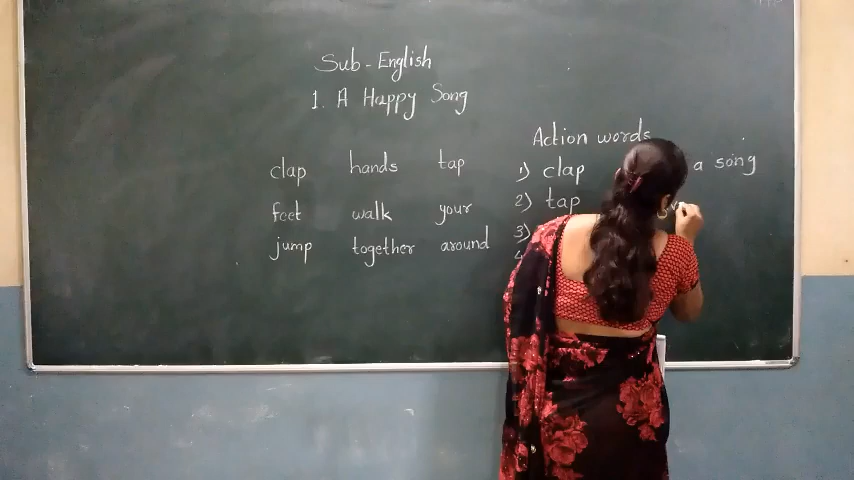 Sub - English
1. A Happy Song
clap hands tap
feet walk your
jump together around
Action words
1) clap
2) tap
3)
a song